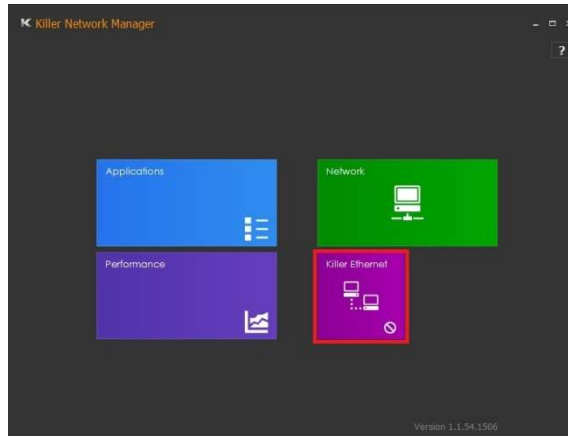 Killer Network Manager
?
Applications
Network
Performance
Killer Ethernet
Version 1.1.54.1506